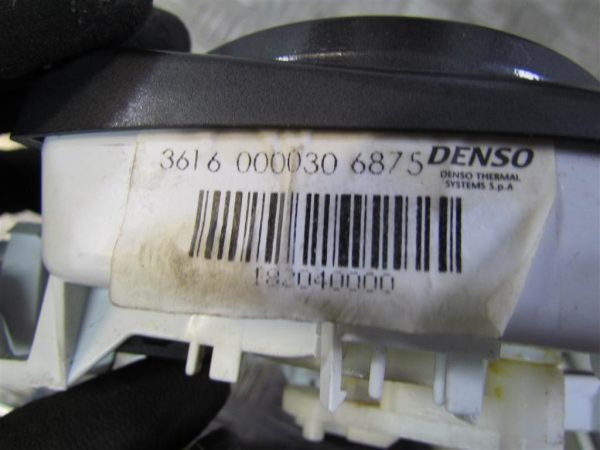 3616 000030 6875 DENSO
DENSO THERMAL
SYSTEMS S.p.A
182040000